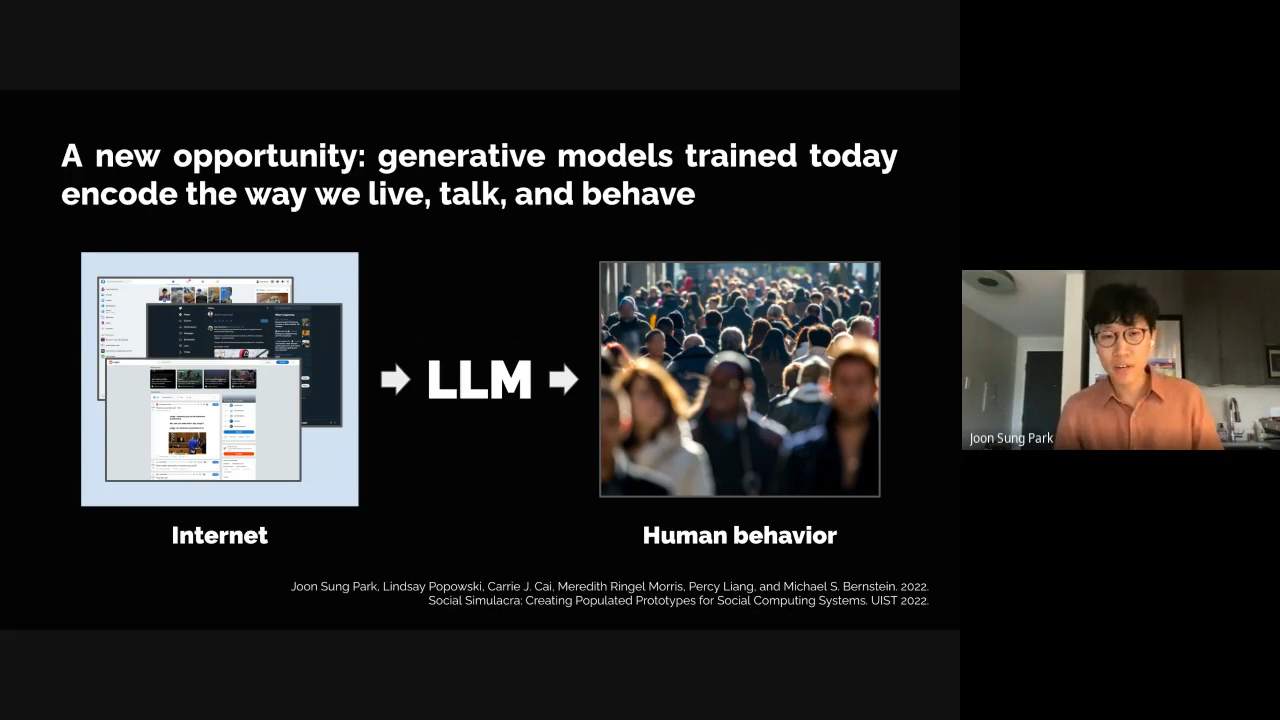 A new opportunity: generative models trained today
encode the way we live, talk, and behave
LLM
Internet
Human behavior
Joon Sung Park, Lindsay Popowski, Carrie J. Cai, Meredith Ringel Morris, Percy Liang, and Michael S. Bernstein. 2022.
Social Simulacra: Creating Populated Prototypes for Social Computing Systems. UIST 2022.
Joon Sung Park